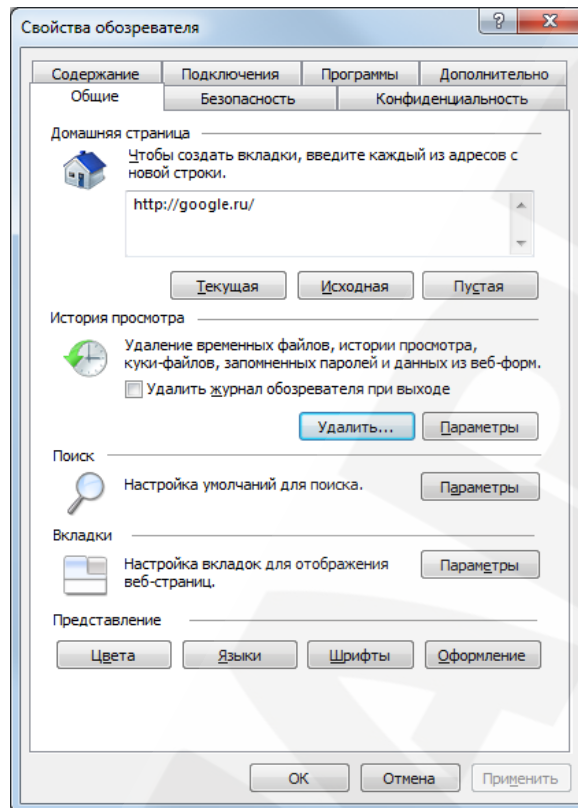 Свойства обозревателя
Содержание Подключения Программы Дополнительно
Общие Безопасность Конфиденциальность
Домашняя страница
Чтобы создать вкладки, введите каждый из адресов с
новой строки.
http://google.ru/
Текущая Исходная Пустая
История просмотра
Удаление временных файлов, истории просмотра,
куки-файлов, запомненных паролей и данных из веб-форм.
Удалить журнал обозревателя при выходе
Удалить... Параметры
Поиск
Настройка умолчаний для поиска. Параметры
Вкладки
Настройка вкладок для отображения Параметры
веб-страниц.
Представление
Цвета Языки Шрифты Оформление
ОК Отмена Применить